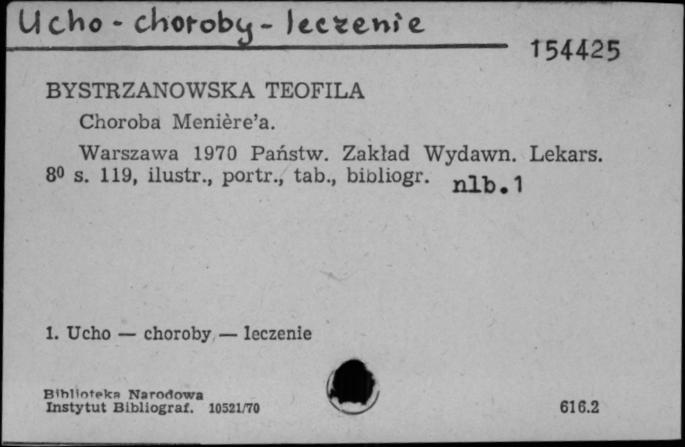 Ucho - choroby - leczenie
154425
BYSTRZANOWSKA TEOFILA
Choroba Menière'a.
Warszawa 1970 Państw. Zakład Wydawn. Lekars.
8⁰ s. 119, ilustr., portr., tab., bibliogr. nlb.1
1. Ucho — choroby — leczenie
Biblioteka Narodowa
Instytut Bibliograf. 10521/70
616.2